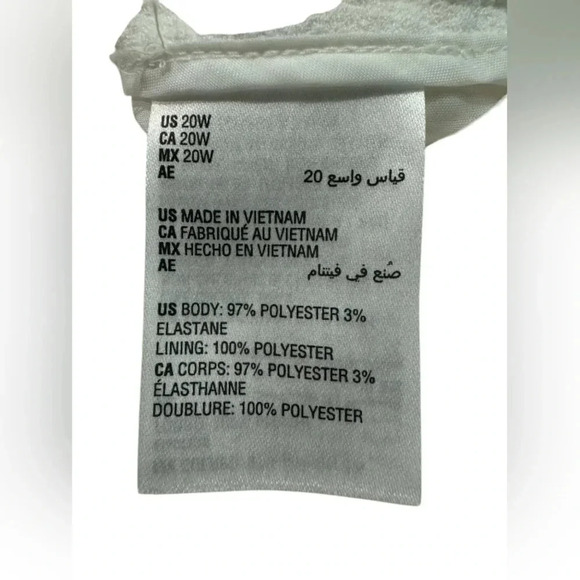 US 20W
CA 20W
MX 20W
AE قياس واسع 20
US MADE IN VIETNAM
CA FABRIQUÉ AU VIETNAM
MX HECHO EN VIETNAM
AE صُنع في فيتنام
US BODY: 97% POLYESTER 3%
ELASTANE
LINING: 100% POLYESTER
CA CORPS: 97% POLYESTER 3%
ÉLASTHANNE
DOUBLURE: 100% POLYESTER